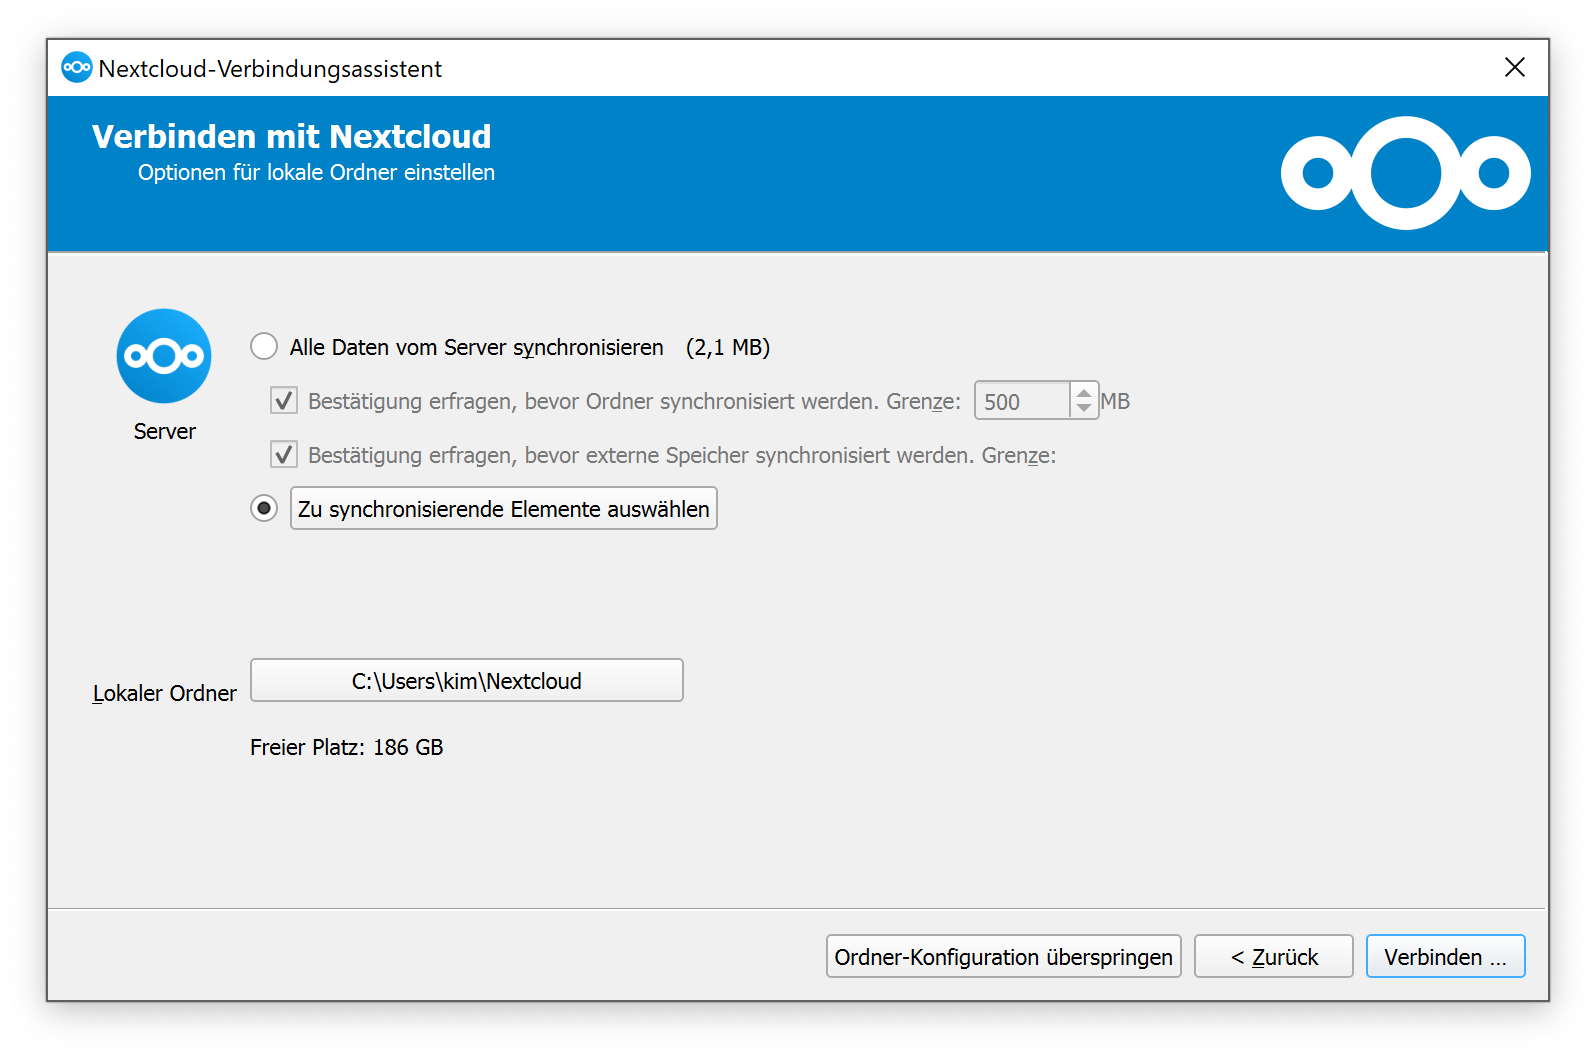 Nextcloud-Verbindungsassistent
Verbinden mit Nextcloud
Optionen für lokale Ordner einstellen
Alle Daten vom Server synchronisieren (2,1 MB)
Bestätigung erfragen, bevor Ordner synchronisiert werden. Grenze: 500 MB
Server
Bestätigung erfragen, bevor externe Speicher synchronisiert werden. Grenze:
Zu synchronisierende Elemente auswählen
Lokaler Ordner C:\Users\kim\Nextcloud
Freier Platz: 186 GB
Ordner-Konfiguration überspringen < Zurück Verbinden ...